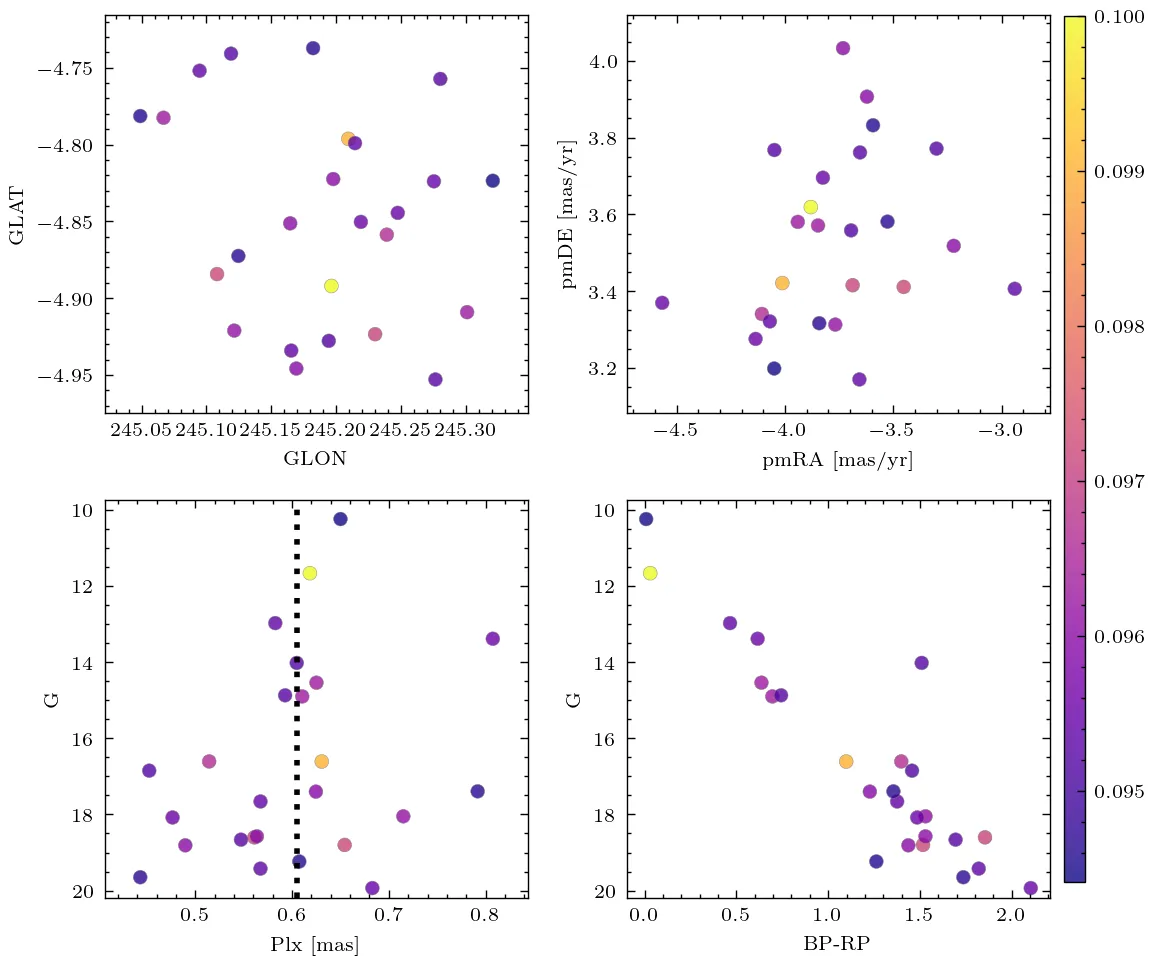 −4.75
−4.80
−4.85
−4.90
−4.95
GLAT
245.05 245.10 245.15 245.20 245.25 245.30
GLON
4.0
3.8
3.6
3.4
3.2
pmDE [mas/yr]
−4.5 −4.0 −3.5 −3.0
pmRA [mas/yr]
0.100
0.099
0.098
0.097
0.096
0.095
10
12
14
16
18
20
G
0.5 0.6 0.7 0.8
Plx [mas]
10
12
14
16
18
20
G
0.0 0.5 1.0 1.5 2.0
BP-RP